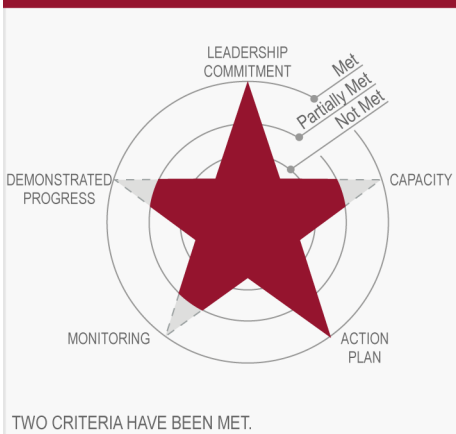 LEADERSHIP
COMMITMENT
Met
Partially Met
Not Met
DEMONSTRATED
PROGRESS
CAPACITY
MONITORING
ACTION
PLAN
TWO CRITERIA HAVE BEEN MET.